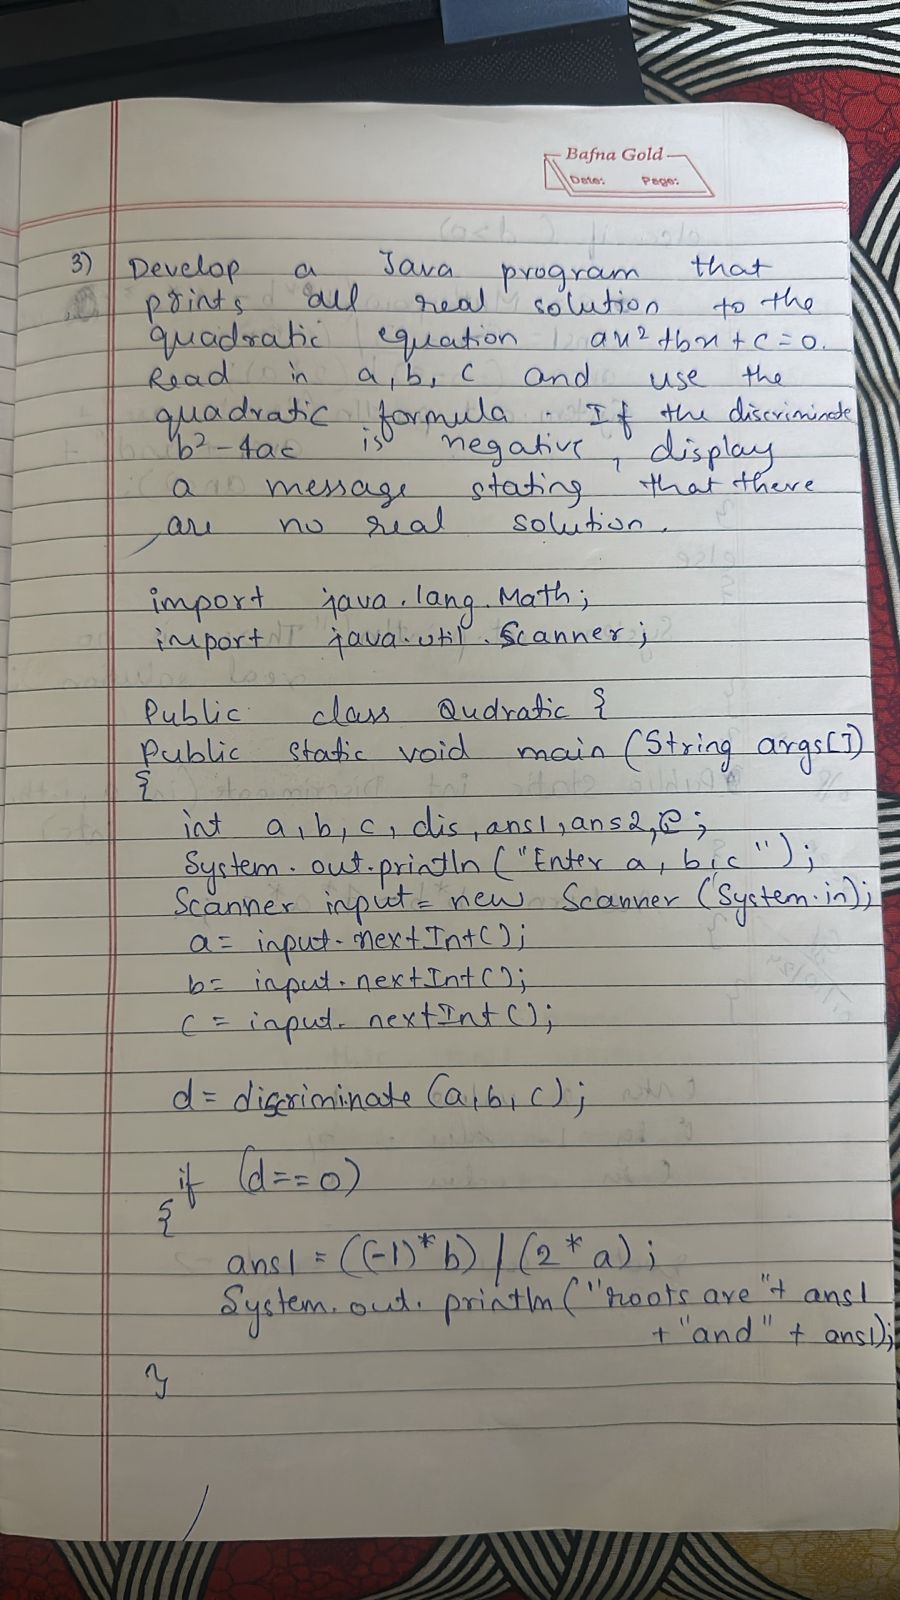 Bafna Gold
Date: Page:
3) Develop a Java program that
prints all real solution to the
quadratic equation ax² + bx + c = 0.
Read in a, b, c and use the
quadratic formula. If the discriminate
b² - 4ac is negative, display
a message stating that there
are no real solution.
import java.lang.Math;
import java.util.Scanner;
Public class Qudratic {
Public static void main (String args[])
{
int a, b, c, dis, ans1, ans2, ;
System.out.println ("Enter a, b, c");
Scanner input = new Scanner (System.in);
a = input.nextInt();
b = input.nextInt();
c = input.nextInt();
d = discriminate (a, b, c);
if (d==0)
{
ans1 = ((-1)*b) / (2*a);
System.out.println ("roots are" + ans1
+ "and" + ans1);
}